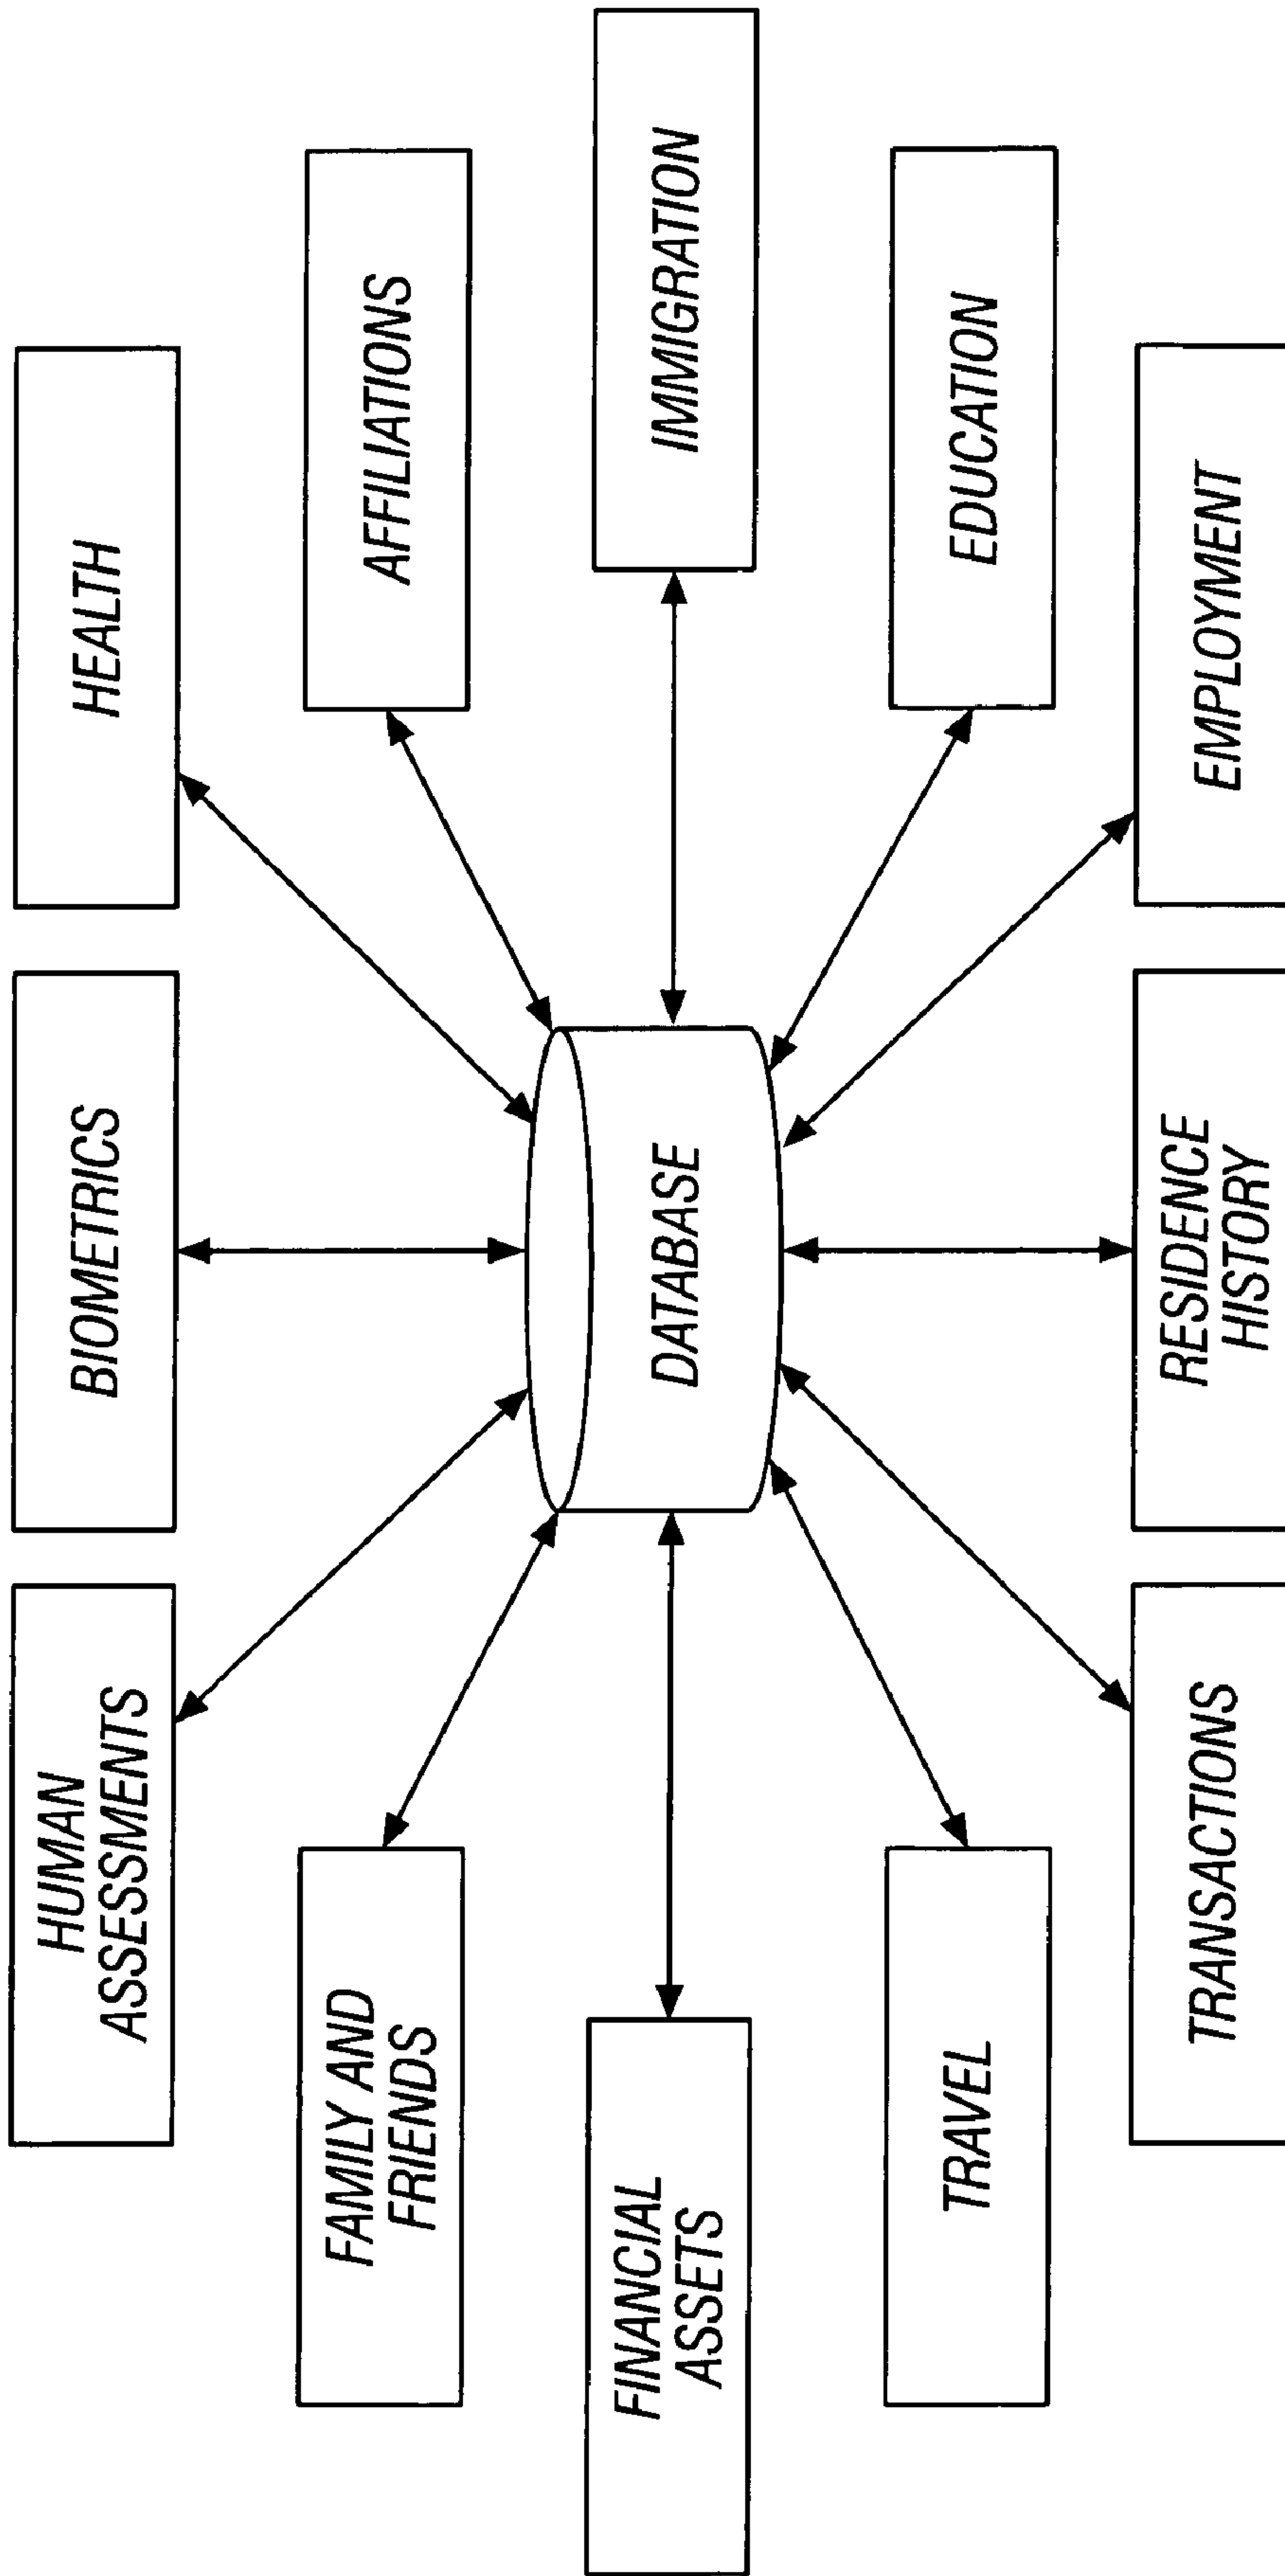 HUMAN
ASSESSMENTS
BIOMETRICS
HEALTH
FAMILY AND
FRIENDS
AFFILIATIONS
FINANCIAL
ASSETS
DATABASE
IMMIGRATION
TRAVEL
EDUCATION
TRANSACTIONS
RESIDENCE
HISTORY
EMPLOYMENT